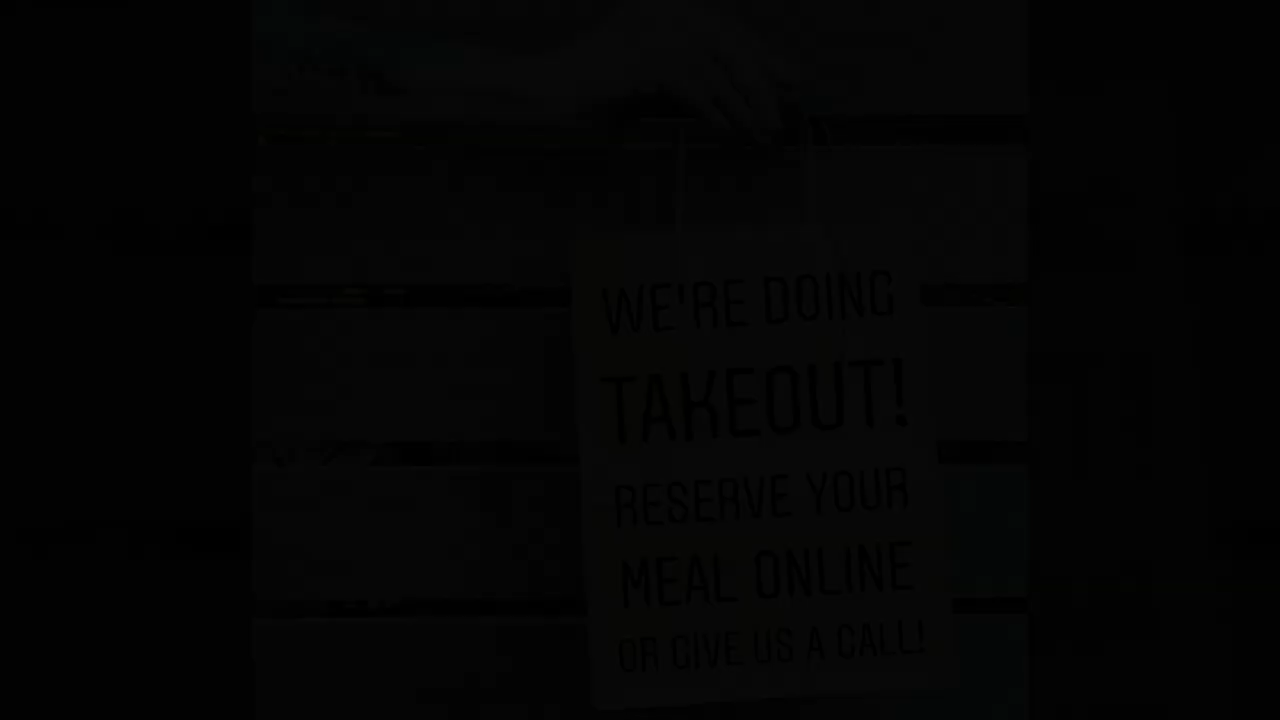 WE'RE DOING
TAKEOUT!
RESERVE YOUR
MEAL ONLINE
OR GIVE US A CALL!